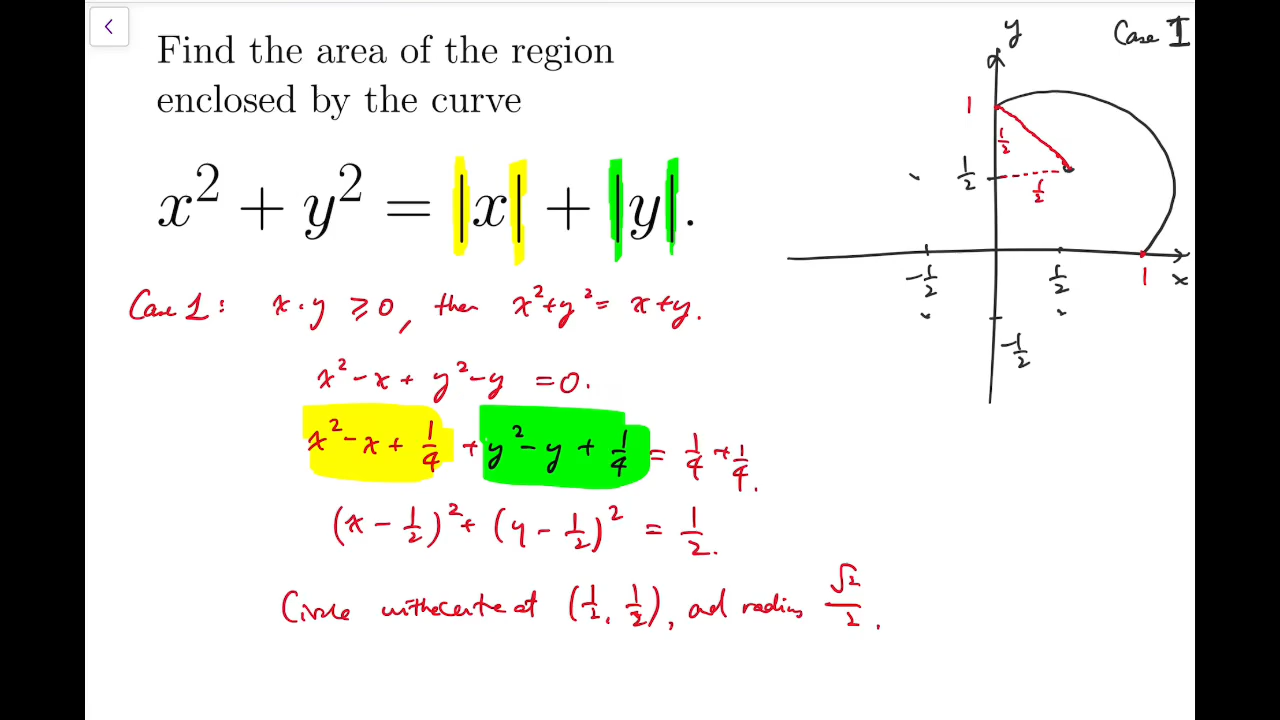 Find the area of the region
enclosed by the curve
x² + y² = |x| + |y|.
Case 1: x·y ≥ 0, then x² + y² = x + y.
x² - x + y² - y = 0.
x² - x + 1/4 + y² - y + 1/4 = 1/4 + 1/4.
(x - 1/2)² + (y - 1/2)² = 1/2.
Circle with center at (1/2, 1/2), and radius √2/2.
Case I
y
1
1/2
1/2
1/2
-1/2
1/2
1
x
-1/2